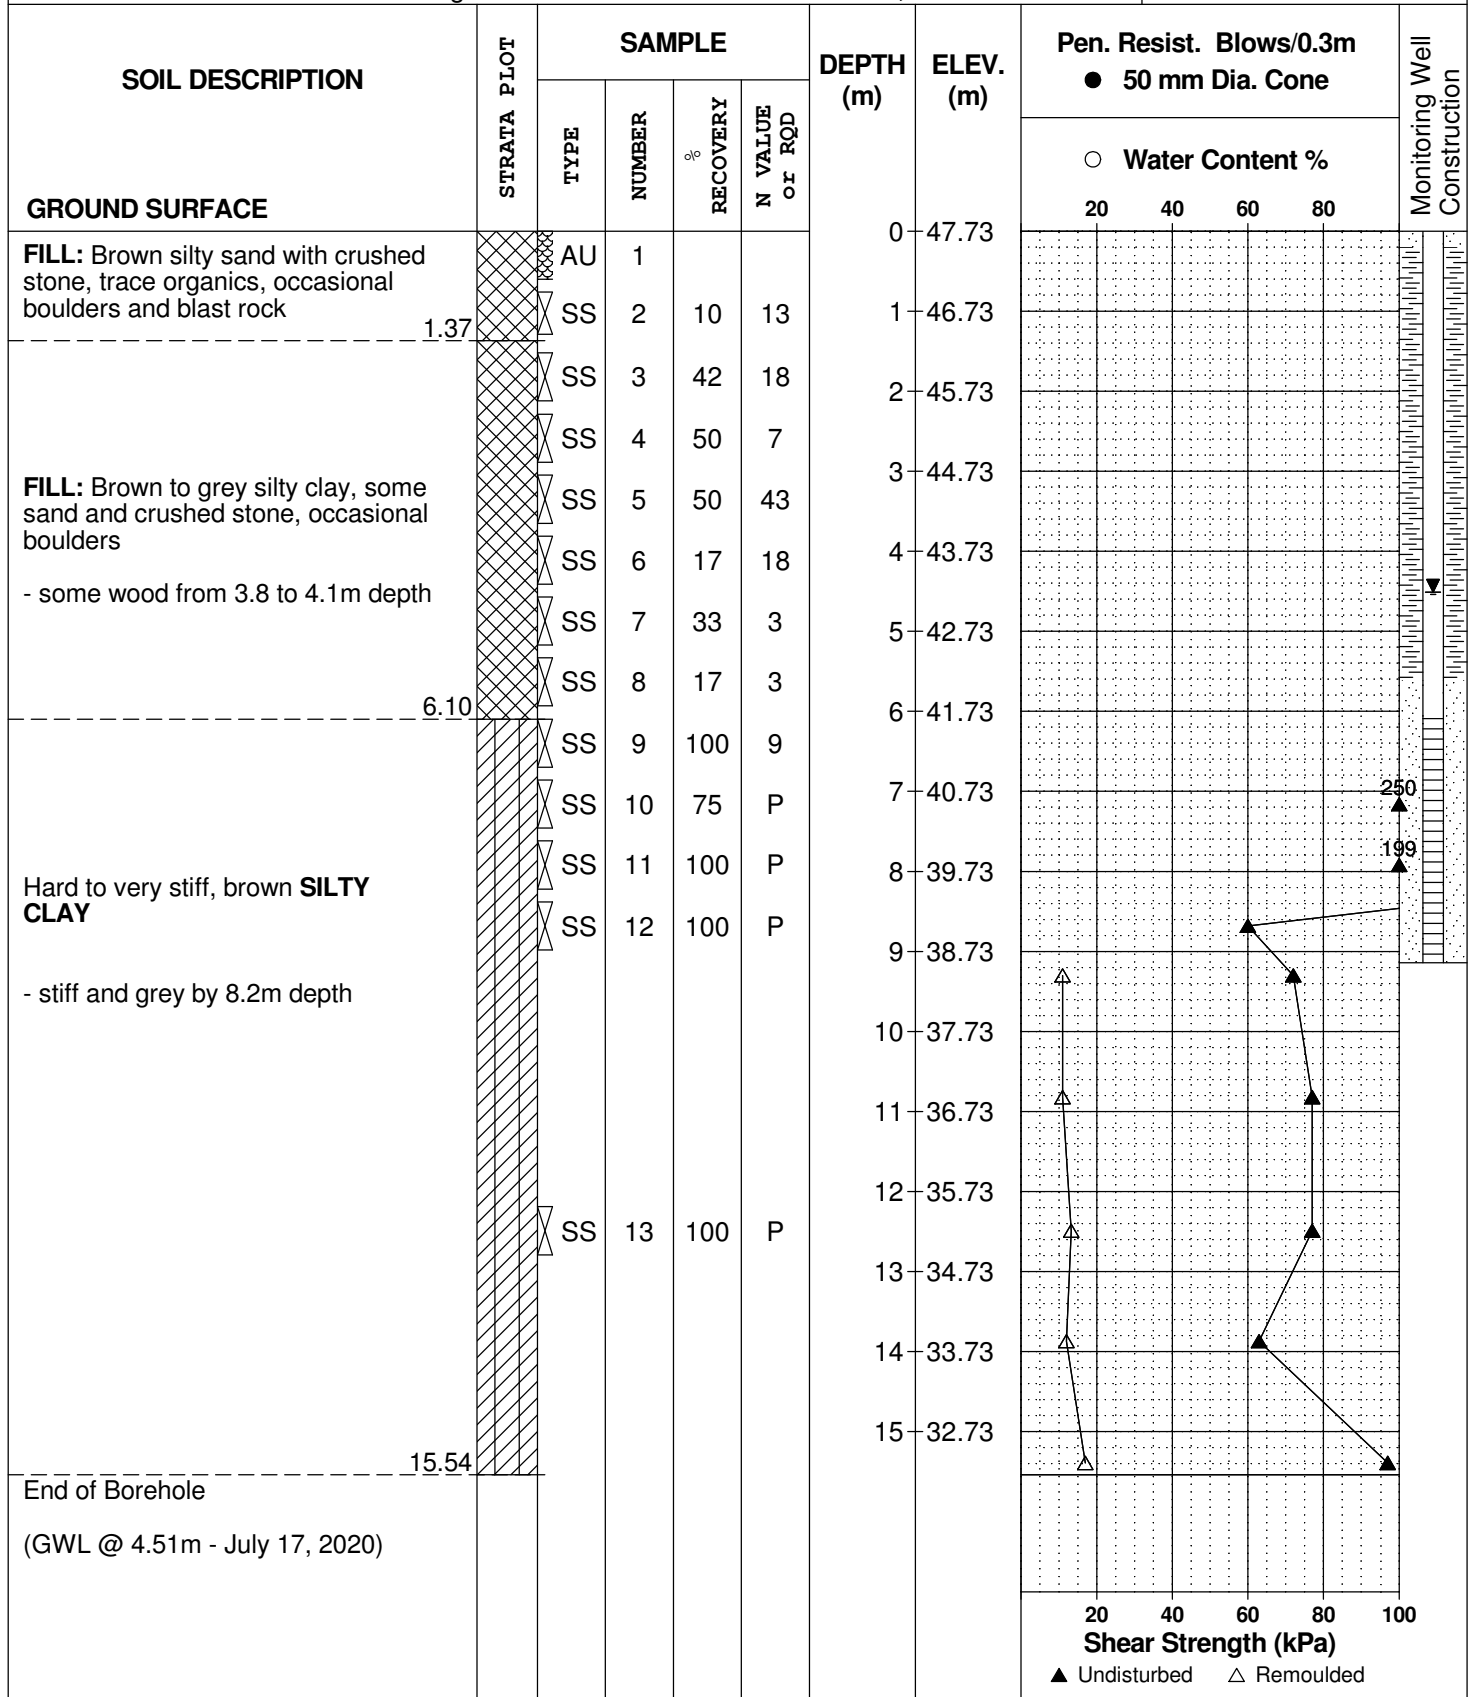 SOIL DESCRIPTION
GROUND SURFACE
STRATA PLOT
SAMPLE
TYPE
NUMBER
%
RECOVERY
N VALUE
or RQD
DEPTH
(m)
ELEV.
(m)
Pen. Resist. Blows/0.3m
● 50 mm Dia. Cone
○ Water Content %
20 40 60 80
Monitoring Well
Construction
0 47.73
FILL: Brown silty sand with crushed
stone, trace organics, occasional
boulders and blast rock
1.37
AU 1
SS 2 10 13
1 46.73
SS 3 42 18
2 45.73
SS 4 50 7
3 44.73
FILL: Brown to grey silty clay, some
sand and crushed stone, occasional
boulders
- some wood from 3.8 to 4.1m depth
6.10
SS 5 50 43
4 43.73
SS 6 17 18
SS 7 33 3
5 42.73
SS 8 17 3
6 41.73
SS 9 100 9
7 40.73
250
SS 10 75 P
199
SS 11 100 P
8 39.73
Hard to very stiff, brown SILTY
CLAY
- stiff and grey by 8.2m depth
15.54
SS 12 100 P
9 38.73
10 37.73
11 36.73
12 35.73
SS 13 100 P
13 34.73
14 33.73
15 32.73
End of Borehole
(GWL @ 4.51m - July 17, 2020)
20 40 60 80 100
Shear Strength (kPa)
▲ Undisturbed △ Remoulded